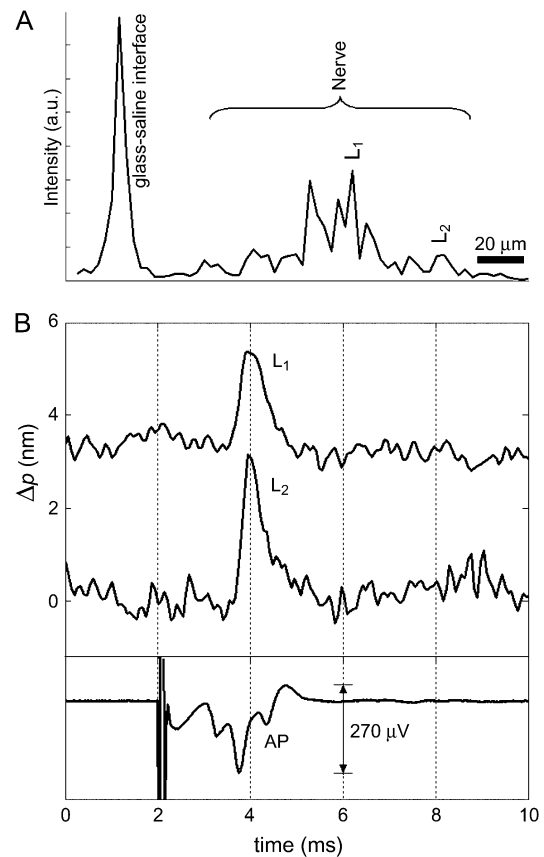 A
Intensity (a.u.)
glass-saline interface
Nerve
L₁
L₂
20 μm
B
Δp (nm)
6
4
2
0
L₁
L₂
AP
270 μV
0 2 4 6 8 10
time (ms)